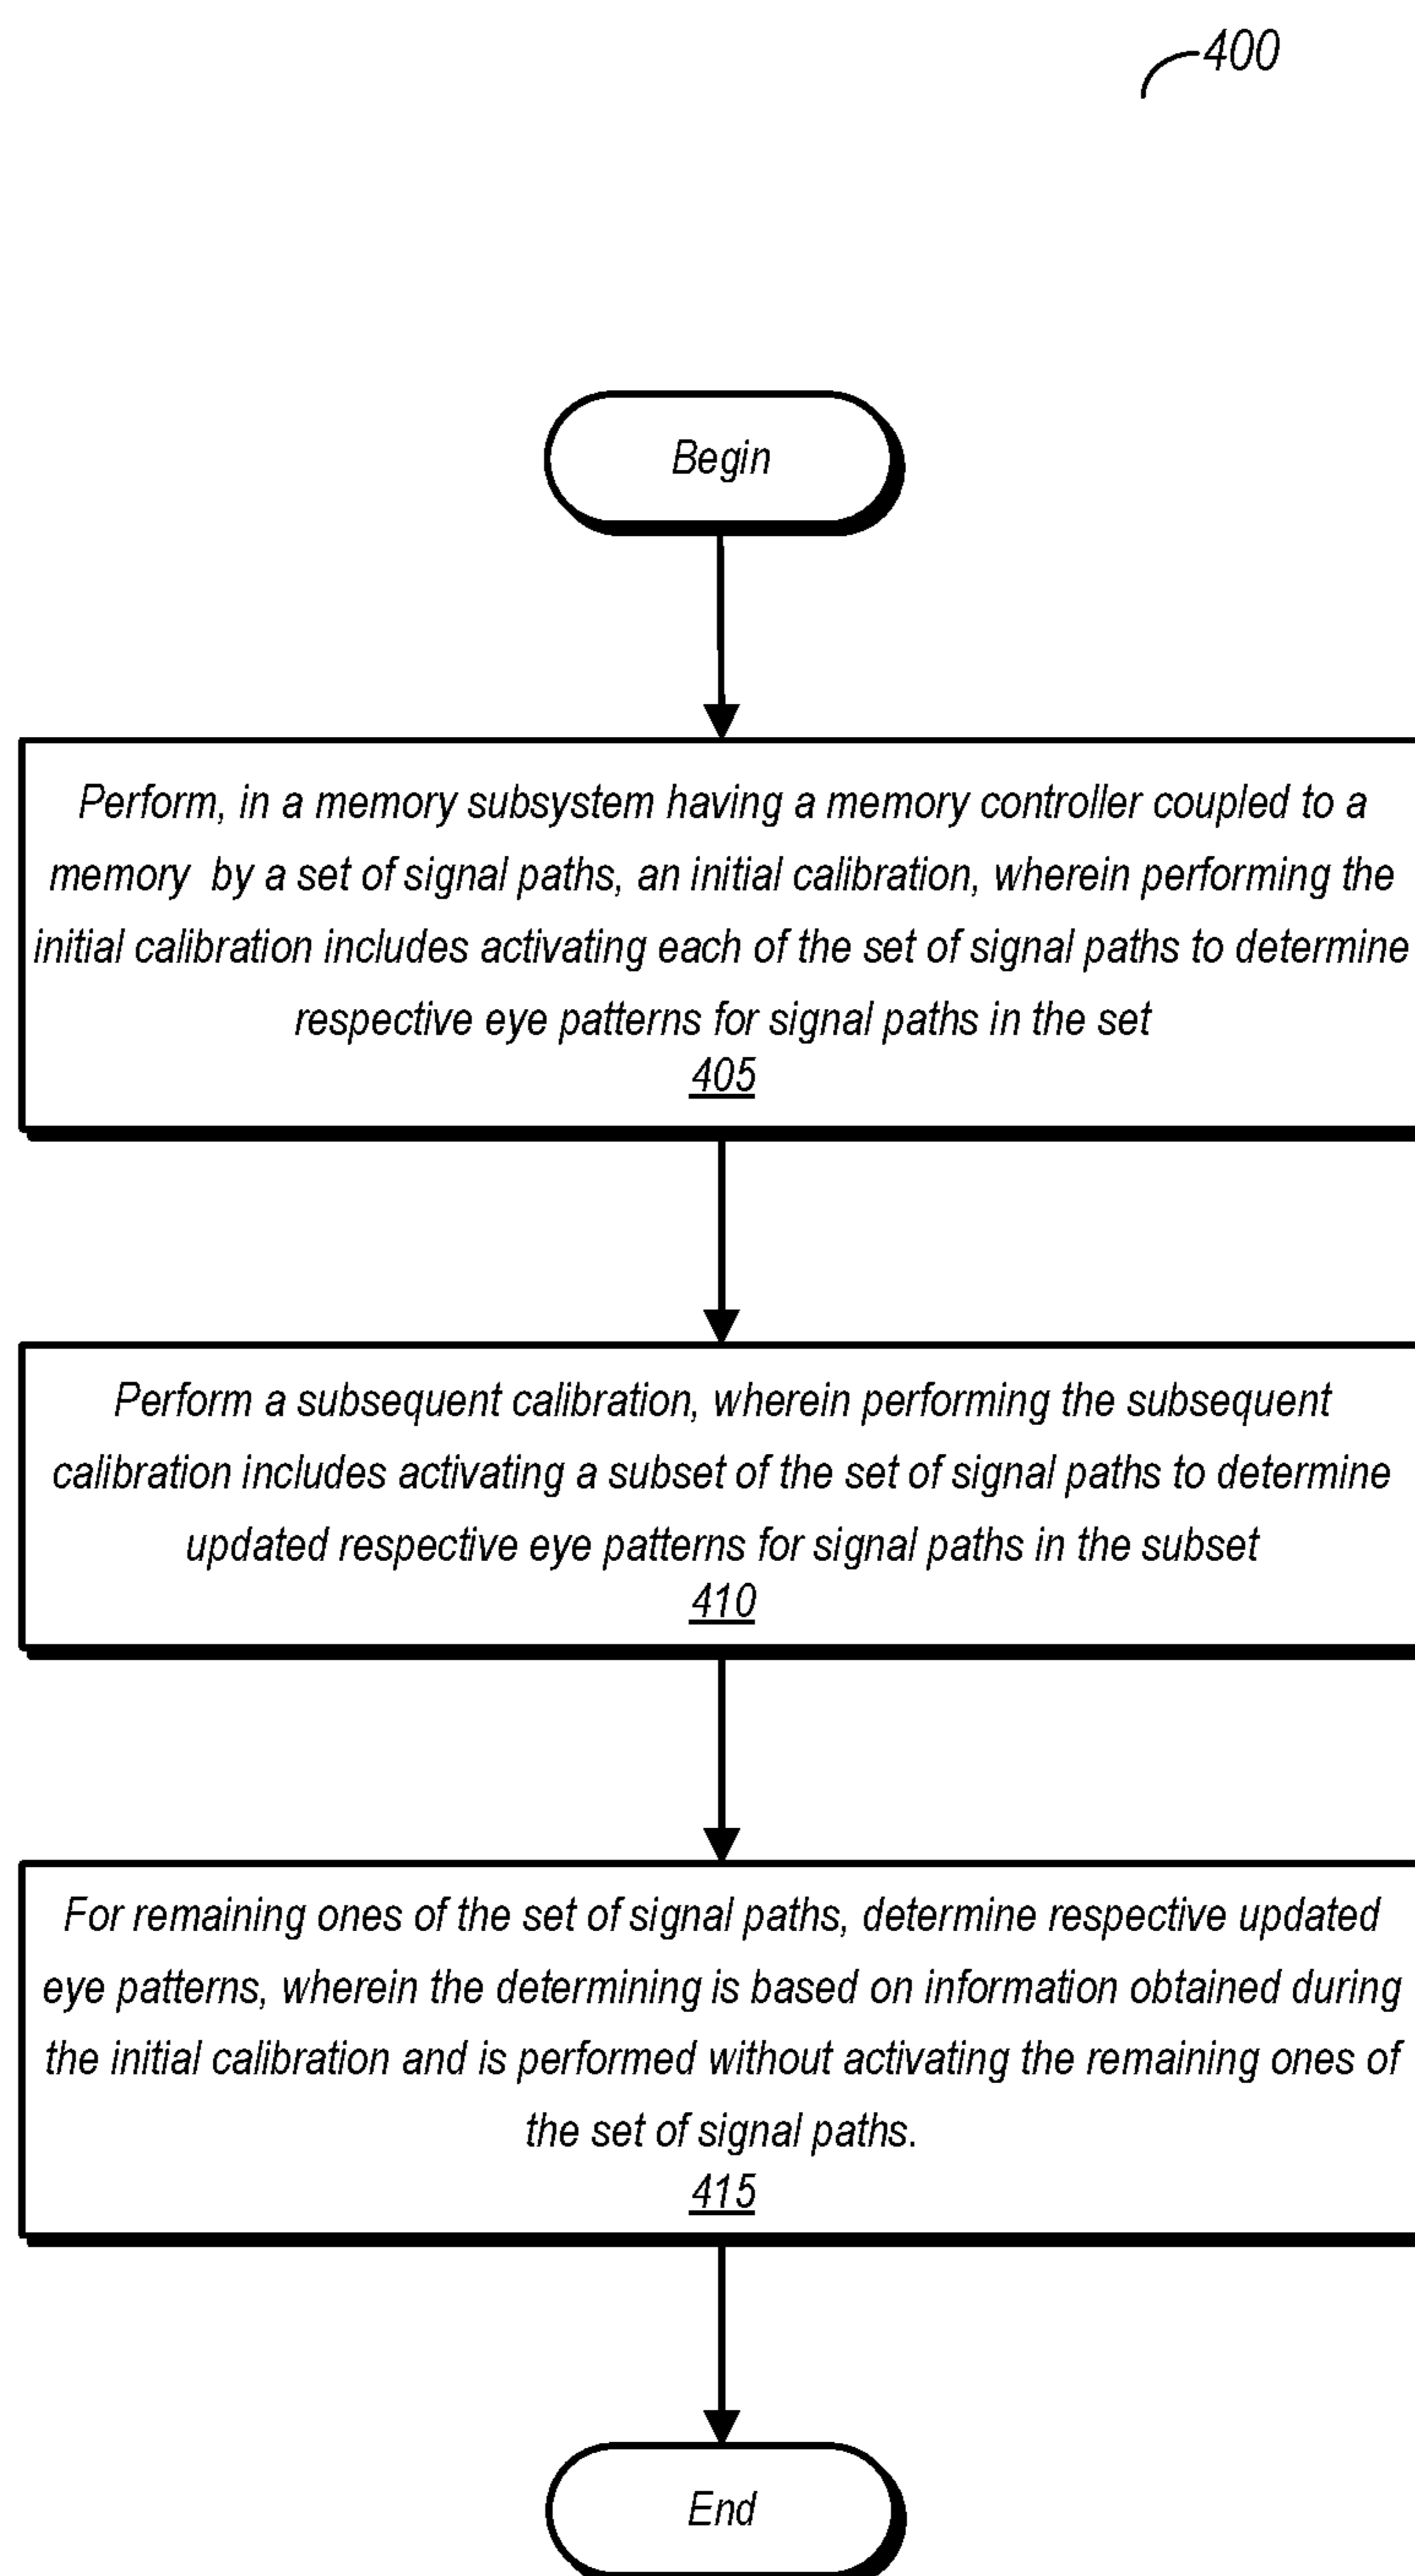 400
Begin
Perform, in a memory subsystem having a memory controller coupled to a
memory by a set of signal paths, an initial calibration, wherein performing the
initial calibration includes activating each of the set of signal paths to determine
respective eye patterns for signal paths in the set
405
Perform a subsequent calibration, wherein performing the subsequent
calibration includes activating a subset of the set of signal paths to determine
updated respective eye patterns for signal paths in the subset
410
For remaining ones of the set of signal paths, determine respective updated
eye patterns, wherein the determining is based on information obtained during
the initial calibration and is performed without activating the remaining ones of
the set of signal paths.
415
End